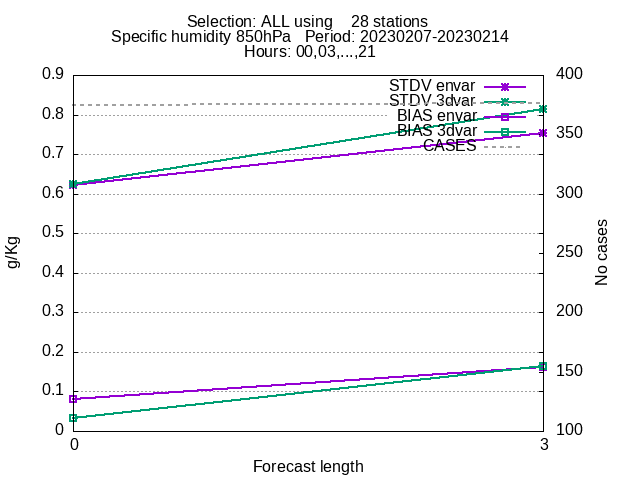 Selection: ALL using    28 stations
Specific humidity 850hPa   Period: 20230207-20230214
Hours: 00,03,...,21
0.9
0.8
0.7
0.6
0.5
0.4
0.3
0.2
0.1
0
g/Kg
STDV envar
STDV 3dvar
BIAS envar
BIAS 3dvar
CASES
400
350
300
250
200
150
100
No cases
0
3
Forecast length